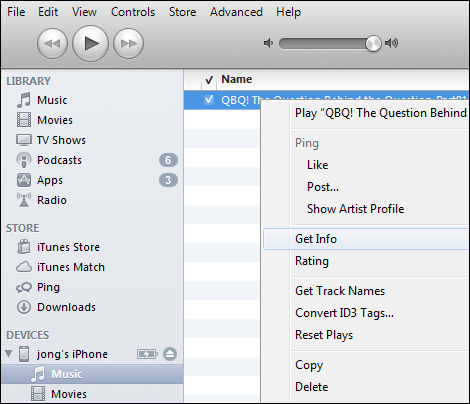 File Edit View Controls Store Advanced Help
LIBRARY
Music
Movies
TV Shows
Podcasts 6
Apps 3
Radio
STORE
iTunes Store
iTunes Match
Ping
Downloads
DEVICES
jong's iPhone
Music
Movies
Name
QBQ! The Question Behind the Question-Part01
Play "QBQ! The Question Behind
Ping
Like
Post...
Show Artist Profile
Get Info
Rating
Get Track Names
Convert ID3 Tags...
Reset Plays
Copy
Delete